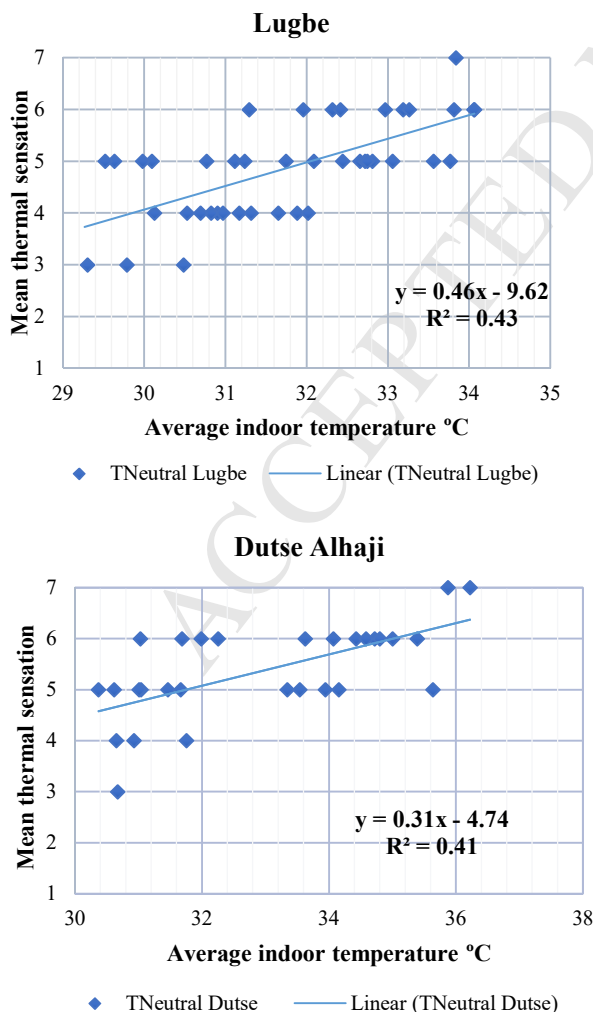 Lugbe
7
6
5
4
3
2
1
Mean thermal sensation
y = 0.46x - 9.62
R² = 0.43
29 30 31 32 33 34 35
Average indoor temperature ºC
TNeutral Lugbe Linear (TNeutral Lugbe)
ACCEPTED
Dutse Alhaji
7
6
5
4
3
2
1
Mean thermal sensation
y = 0.31x - 4.74
R² = 0.41
30 32 34 36 38
Average indoor temperature ºC
TNeutral Dutse Linear (TNeutral Dutse)